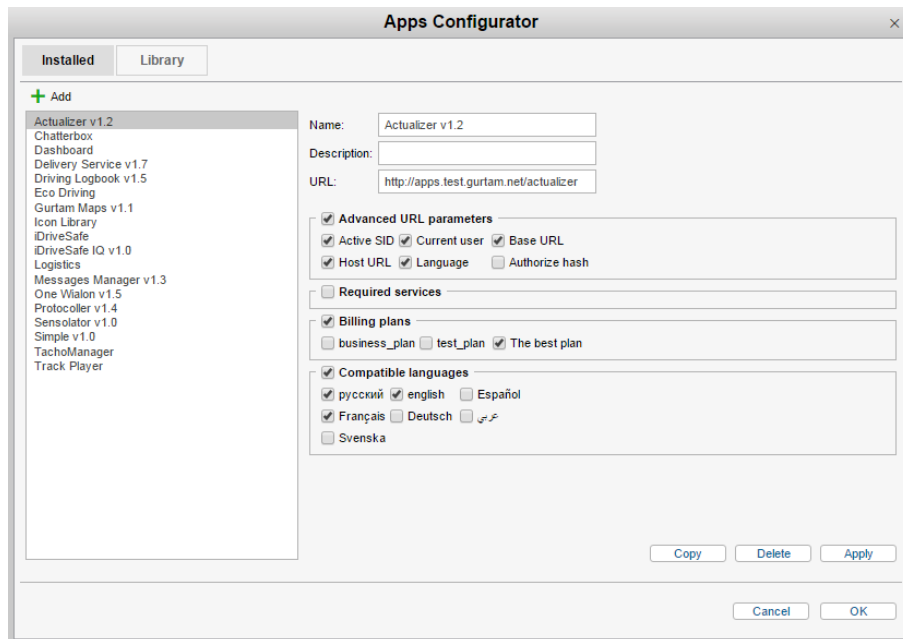 Apps Configurator
Installed Library
Add
Actualizer v1.2
Chatterbox
Dashboard
Delivery Service v1.7
Driving Logbook v1.5
Eco Driving
Gurtam Maps v1.1
Icon Library
iDriveSafe
iDriveSafe IQ v1.0
Logistics
Messages Manager v1.3
One Wialon v1.5
Protocoller v1.4
Sensolator v1.0
Simple v1.0
TachoManager
Track Player
Name: Actualizer v1.2
Description:
URL: http://apps.test.gurtam.net/actualizer
Advanced URL parameters
Active SID Current user Base URL
Host URL Language Authorize hash
Required services
Billing plans
business_plan test_plan The best plan
Compatible languages
русский english Español
Français Deutsch عربي
Svenska
Copy Delete Apply
Cancel OK